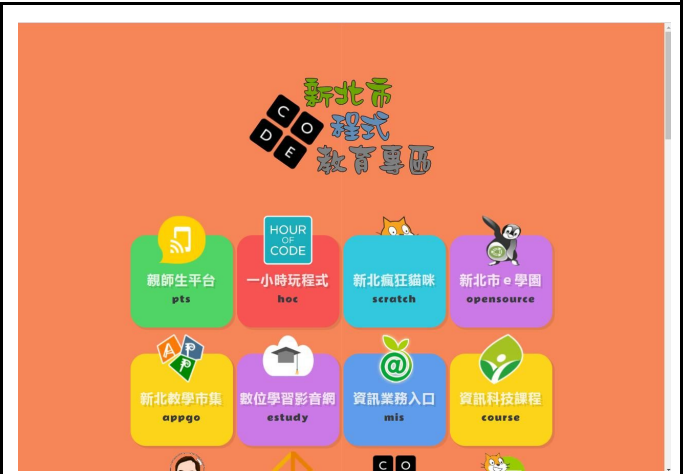 新北市
CODE
程式
教育專區
HOUR
OF
CODE
親師生平台
pts
一小時玩程式
hoc
新北瘋狂貓咪
scratch
新北市 e 學園
opensource
APP
新北教學市集
appgo
數位學習影音網
estudy
@
資訊業務入口
mis
資訊科技課程
course
C O